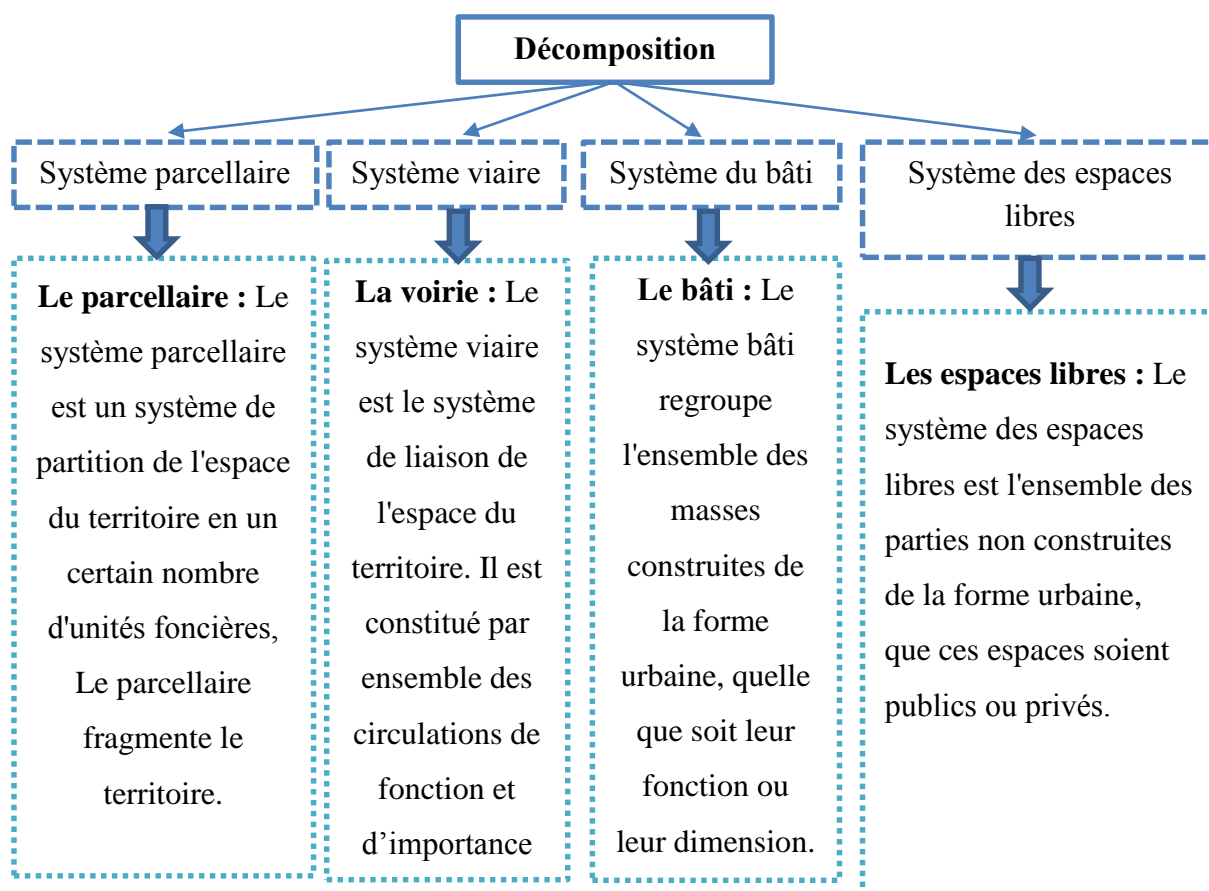 Décomposition
Système parcellaire
Système viaire
Système du bâti
Système des espaces
libres
Le parcellaire : Le
système parcellaire
est un système de
partition de l'espace
du territoire en un
certain nombre
d'unités foncières,
Le parcellaire
fragmente le
territoire.
La voirie : Le
système viaire
est le système
de liaison de
l'espace du
territoire. Il est
constitué par
ensemble des
circulations de
fonction et
d’importance
Le bâti : Le
système bâti
regroupe
l'ensemble des
masses
construites de
la forme
urbaine, quelle
que soit leur
fonction ou
leur dimension.
Les espaces libres : Le
système des espaces
libres est l'ensemble des
parties non construites
de la forme urbaine,
que ces espaces soient
publics ou privés.